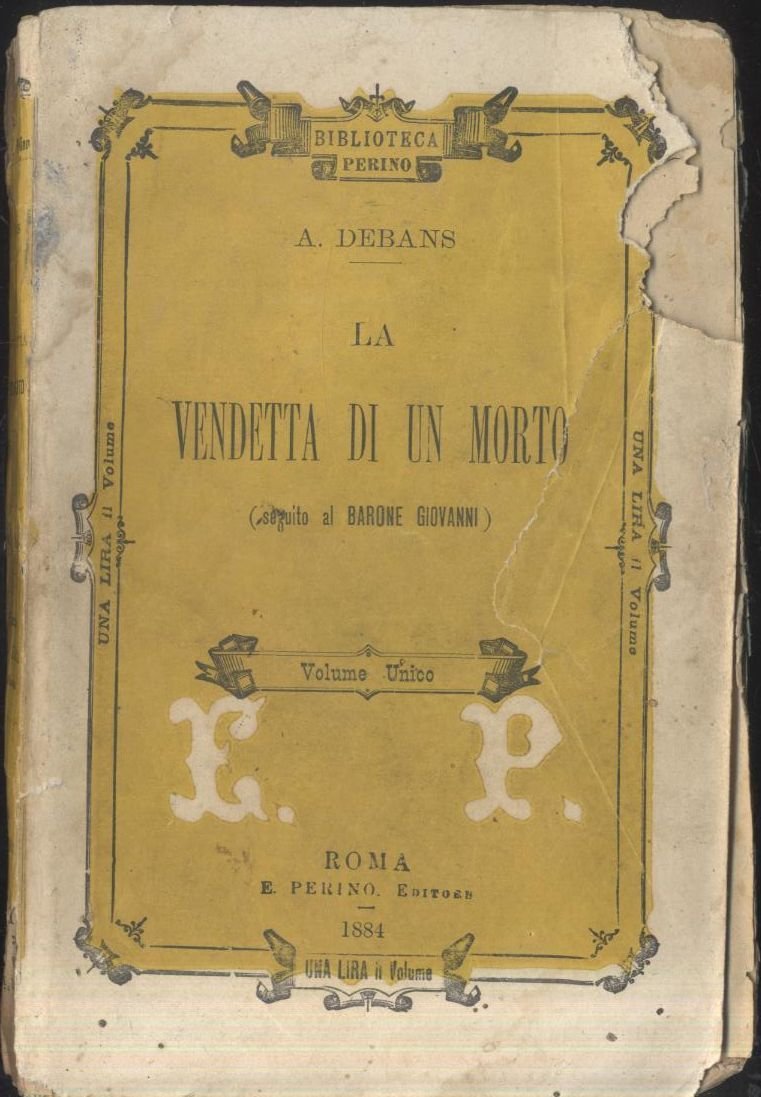 BIBLIOTECA
PERINO
A. DEBANS
LA
VENDETTA DI UN MORTO
(seguito al BARONE GIOVANNI)
UNA LIRA il Volume
UNA LIRA il Volume
Volume Unico
E. P.
ROMA
E. PERINO. EDITORE
1884
UNA LIRA il Volume